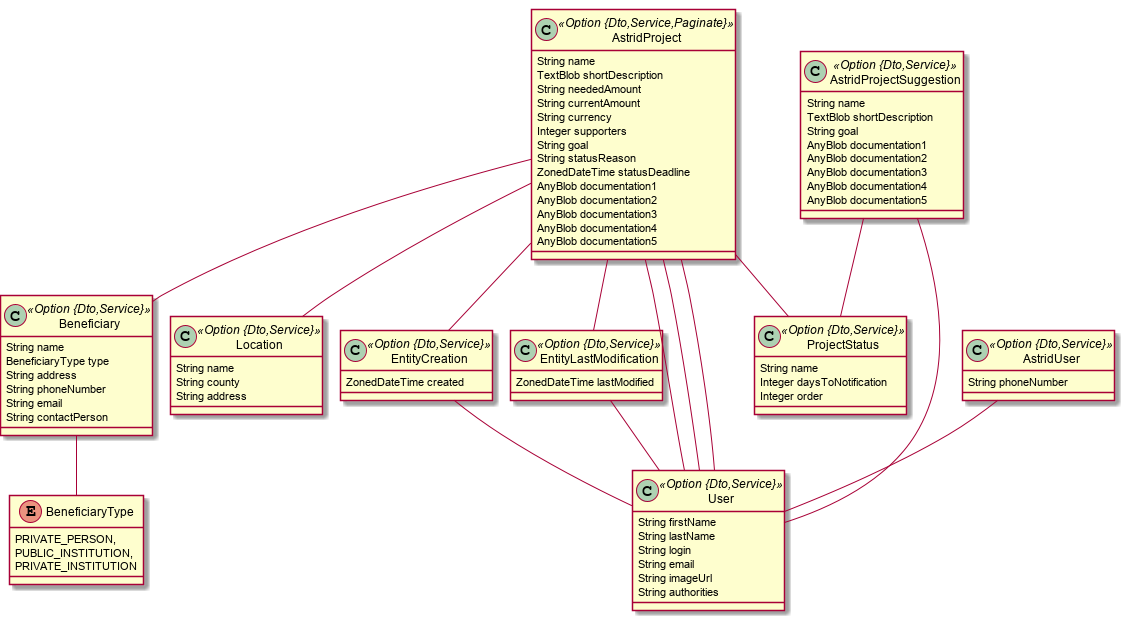 C
«Option {Dto,Service,Paginate}»
AstridProject
String name
TextBlob shortDescription
String neededAmount
String currentAmount
String currency
Integer supporters
String goal
String statusReason
ZonedDateTime statusDeadline
AnyBlob documentation1
AnyBlob documentation2
AnyBlob documentation3
AnyBlob documentation4
AnyBlob documentation5
C
«Option {Dto,Service}»
AstridProjectSuggestion
String name
TextBlob shortDescription
String goal
AnyBlob documentation1
AnyBlob documentation2
AnyBlob documentation3
AnyBlob documentation4
AnyBlob documentation5
C
«Option {Dto,Service}»
Beneficiary
String name
BeneficiaryType type
String address
String phoneNumber
String email
String contactPerson
C
«Option {Dto,Service}»
Location
String name
String county
String address
C
«Option {Dto,Service}»
EntityCreation
ZonedDateTime created
C
«Option {Dto,Service}»
EntityLastModification
ZonedDateTime lastModified
C
«Option {Dto,Service}»
ProjectStatus
String name
Integer daysToNotification
Integer order
C
«Option {Dto,Service}»
AstridUser
String phoneNumber
E
BeneficiaryType
PRIVATE_PERSON,
PUBLIC_INSTITUTION,
PRIVATE_INSTITUTION
C
«Option {Dto,Service}»
User
String firstName
String lastName
String login
String email
String imageUrl
String authorities